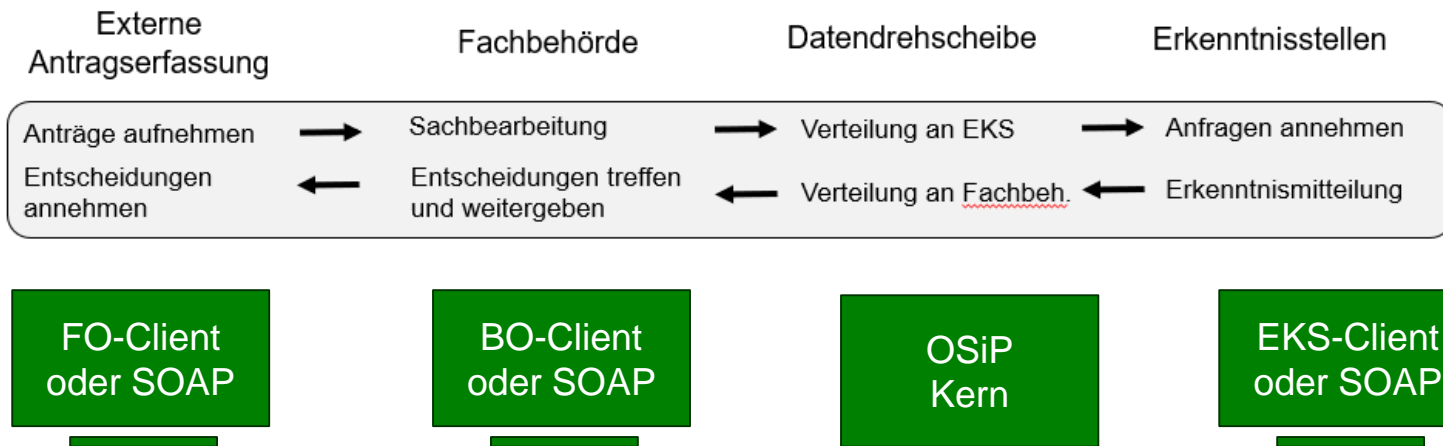 Externe
Antragserfassung
Fachbehörde
Datendrehscheibe
Erkenntnisstellen
Anträge aufnehmen
Sachbearbeitung
Verteilung an EKS
Anfragen annehmen
Entscheidungen
annehmen
Entscheidungen treffen
und weitergeben
Verteilung an Fachbeh.
Erkenntnismitteilung
FO-Client
oder SOAP
BO-Client
oder SOAP
OSiP
Kern
EKS-Client
oder SOAP